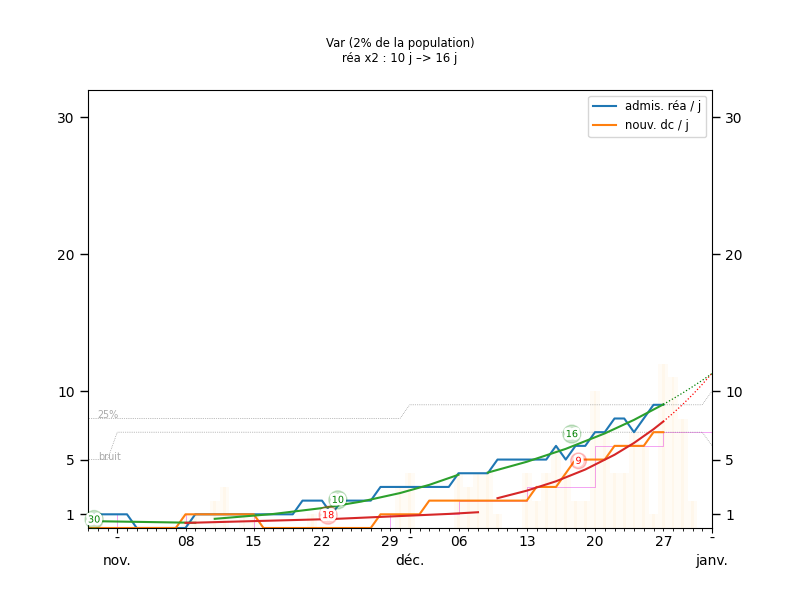 Var (2% de la population)
réa x2 : 10 j –> 16 j
admis. réa / j
nouv. dc / j
30 30
20 20
10 10
25%
16
bruit
5 9 5
10
30 18
1 1
- 08 15 22 29 - 06 13 20 27 -
nov. déc. janv.